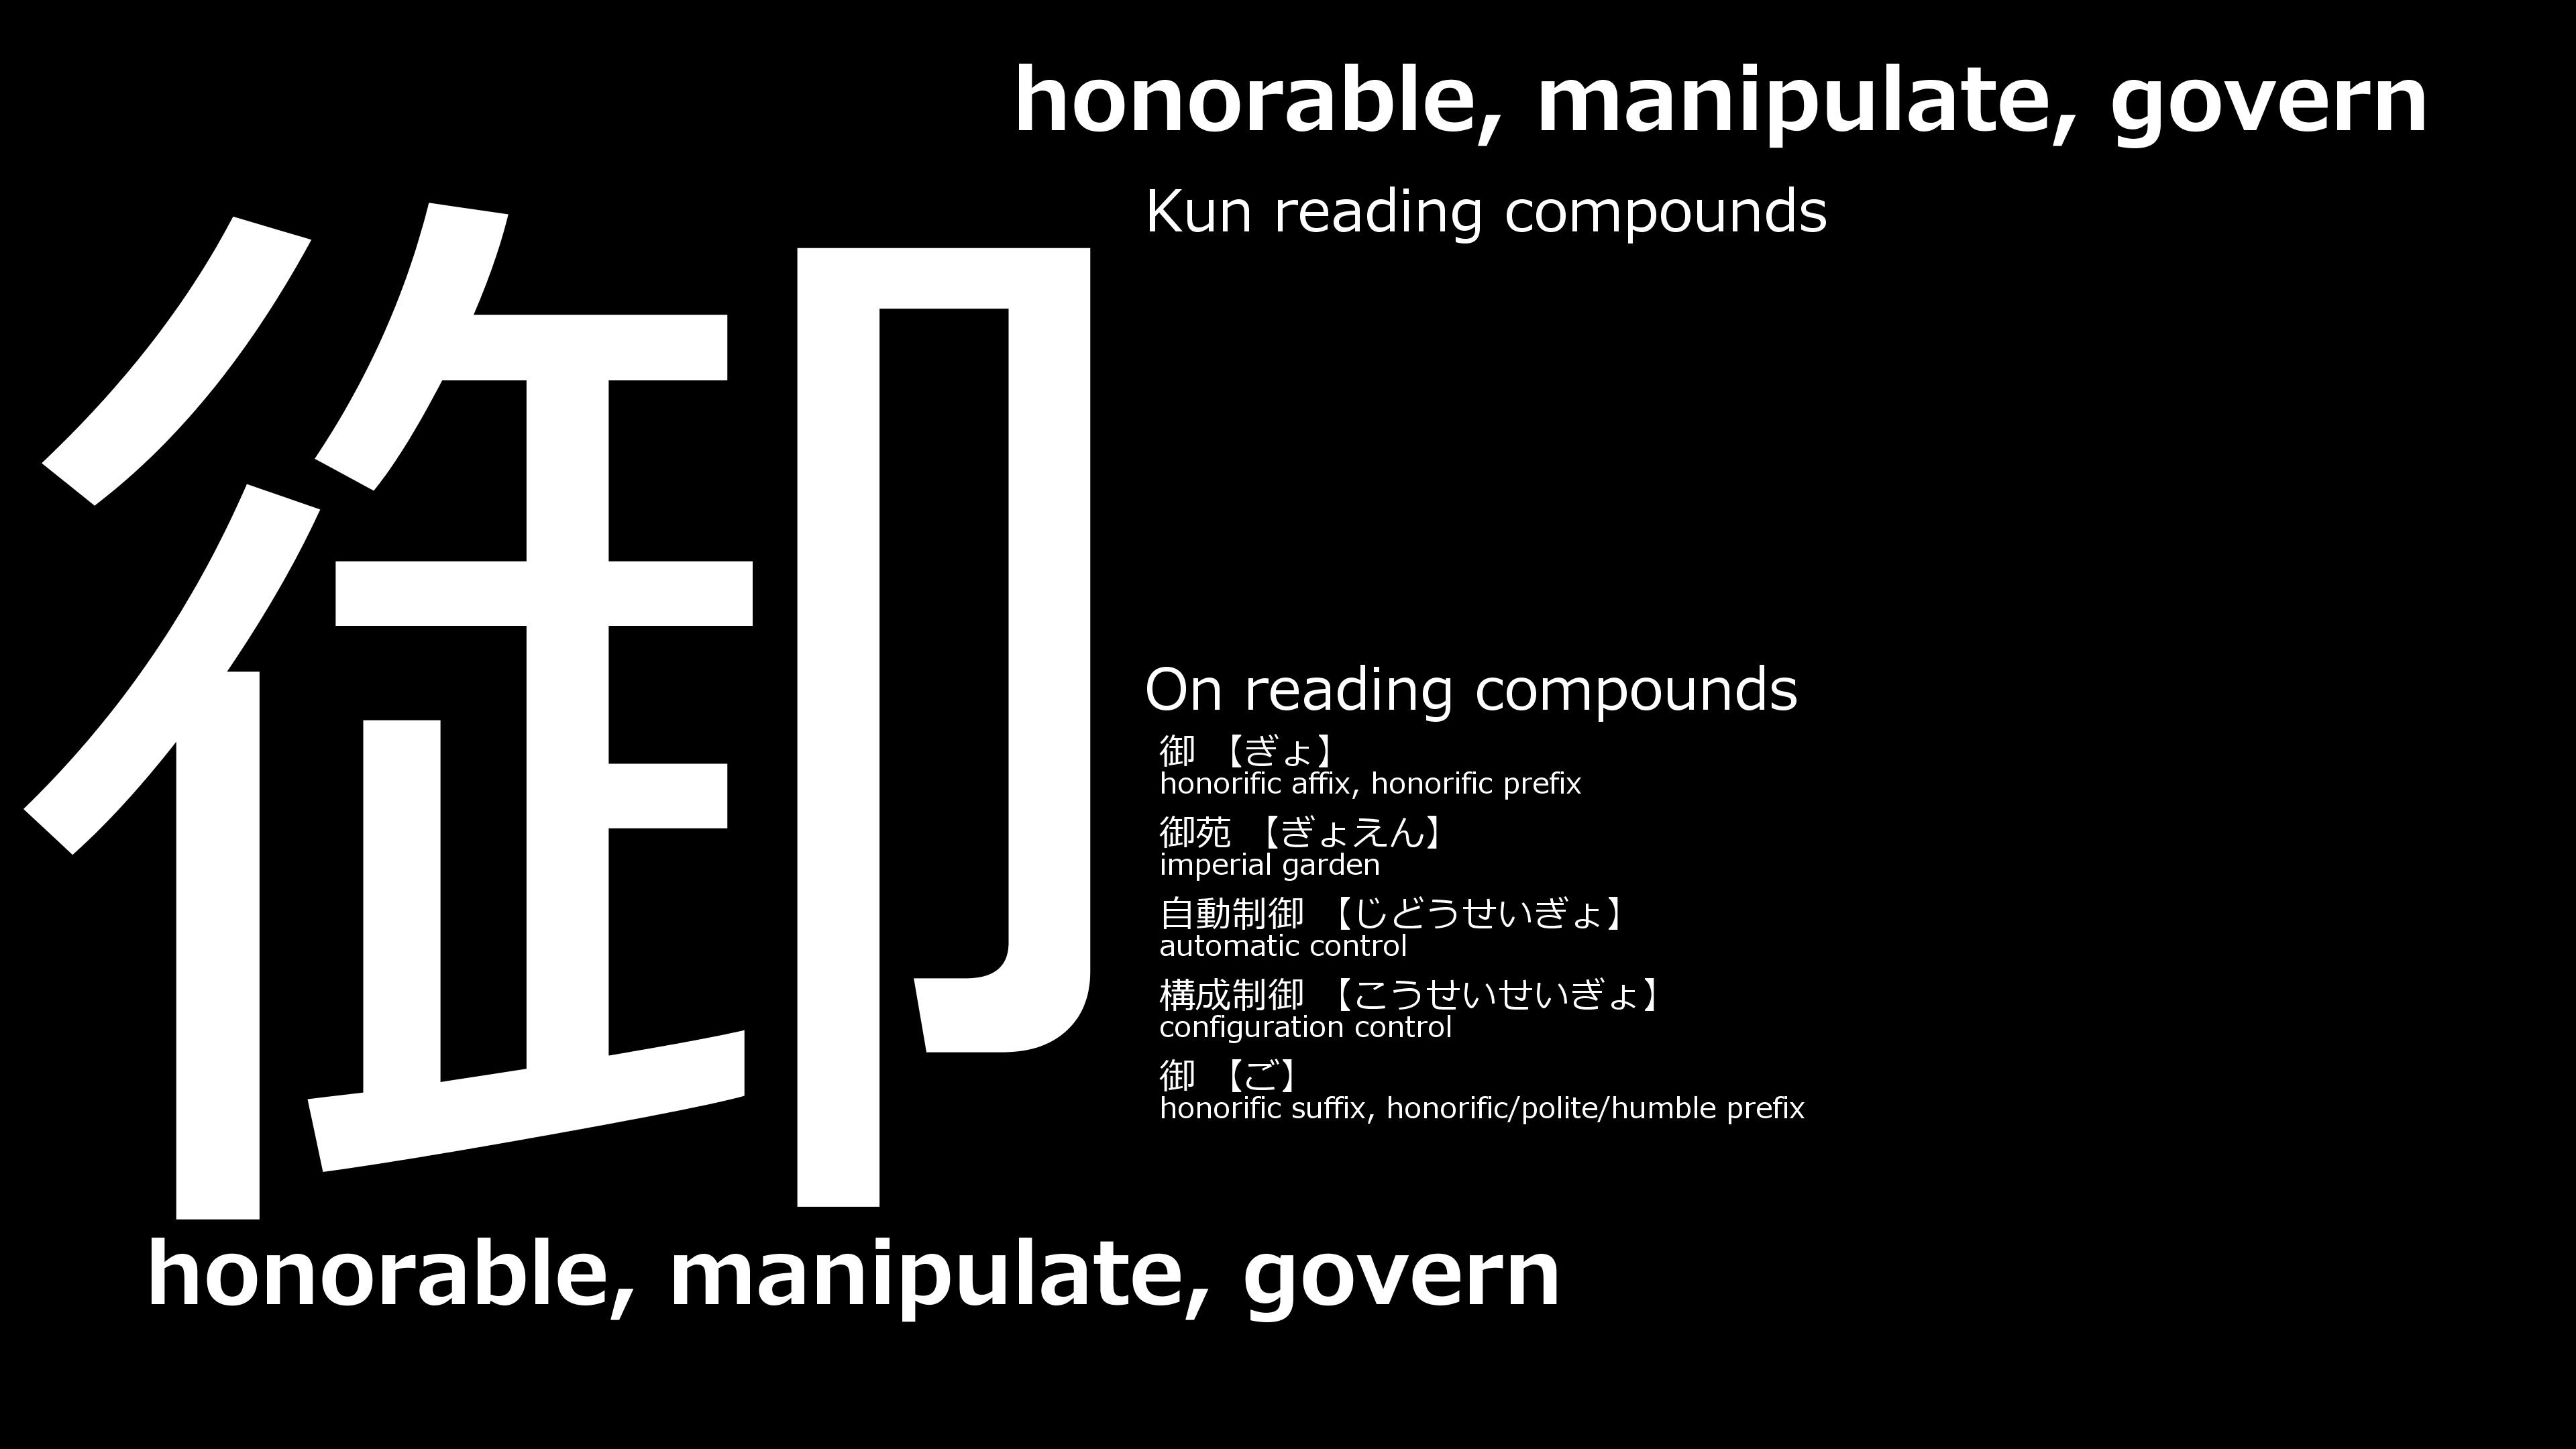 honorable, manipulate, govern
御
Kun reading compounds
On reading compounds
御 【ぎょ】
honorific affix, honorific prefix
御苑 【ぎょえん】
imperial garden
自動制御 【じどうせいぎょ】
automatic control
構成制御 【こうせいせいぎょ】
configuration control
御 【ご】
honorific suffix, honorific/polite/humble prefix
honorable, manipulate, govern